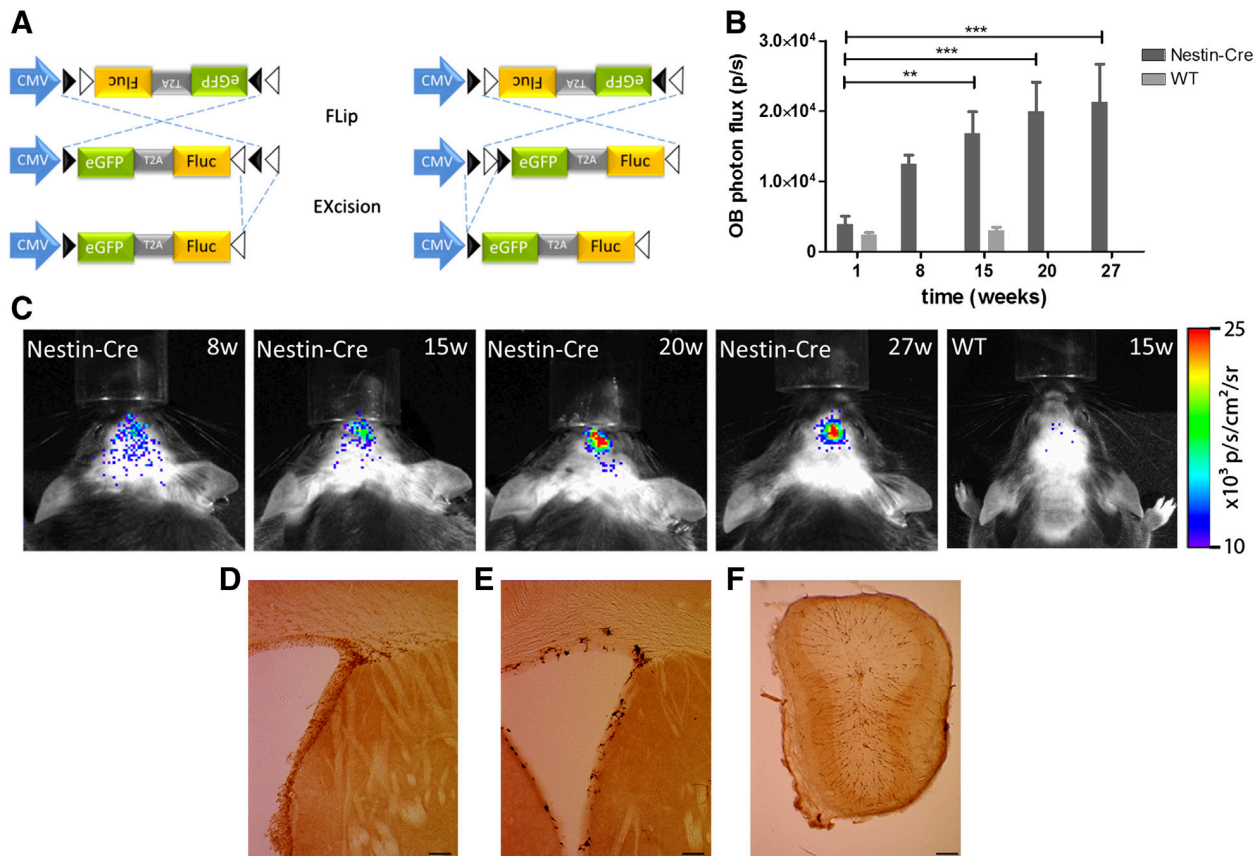 A
CMV Fluc T2A eGFP
FLip
CMV eGFP T2A Fluc
EXcision
CMV eGFP T2A Fluc
CMV Fluc T2A eGFP
CMV eGFP T2A Fluc
CMV eGFP T2A Fluc
B
***
***
**
Nestin-Cre
WT
OB photon flux (p/s)
3.0×10⁴
2.0×10⁴
1.0×10⁴
0
1 8 15 20 27
time (weeks)
C
Nestin-Cre 8w
Nestin-Cre 15w
Nestin-Cre 20w
Nestin-Cre 27w
WT 15w
25
x10³ p/s/cm²/sr
10
D
E
F